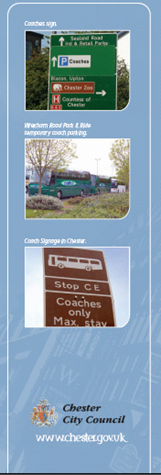 Coaches sign.
Sealand Road
Ind & Retail Parks
P Coaches
Blacon, Upton
Chester Zoo
H Countess of
Chester
A&E
Wrexham Road Park & Ride
temporary coach parking.
Coach Signage in Chester.
Stop CE
Coaches
only
Max. stay
Chester
City Council
www.chester.gov.uk